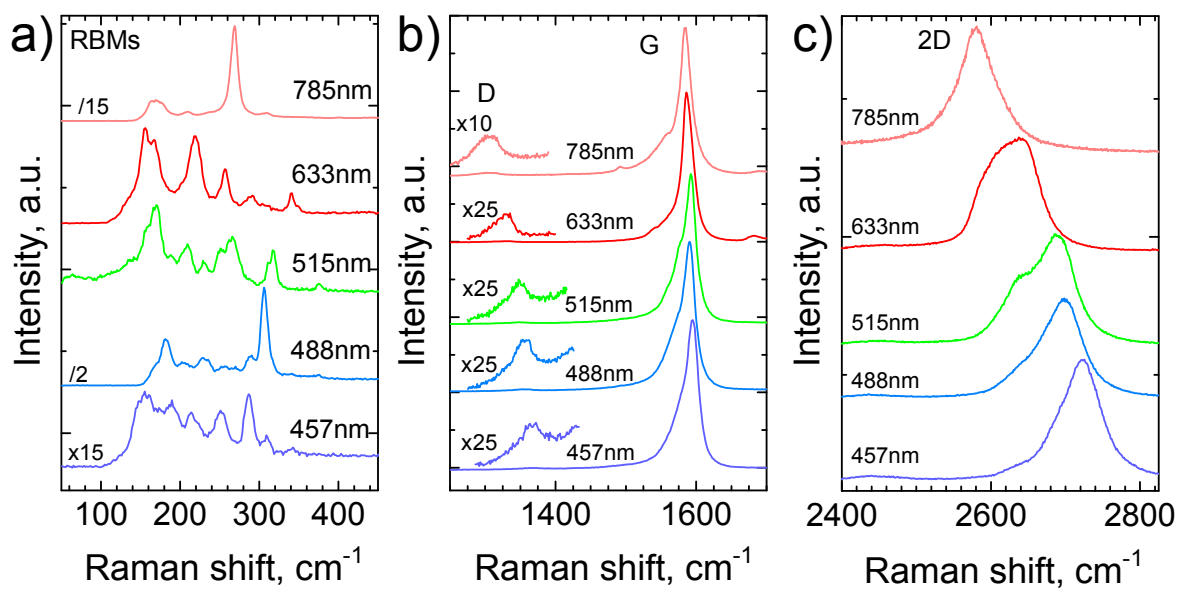 a)
RBMs
785nm
/15
633nm
515nm
488nm
/2
457nm
x15
100 200 300 400
Raman shift, cm-1
Intensity, a.u.
b)
G
D
x10
785nm
x25
633nm
x25
515nm
x25
488nm
x25
457nm
1400 1600
Raman shift, cm-1
Intensity, a.u.
c)
2D
785nm
633nm
515nm
488nm
457nm
2400 2600 2800
Raman shift, cm-1
Intensity, a.u.